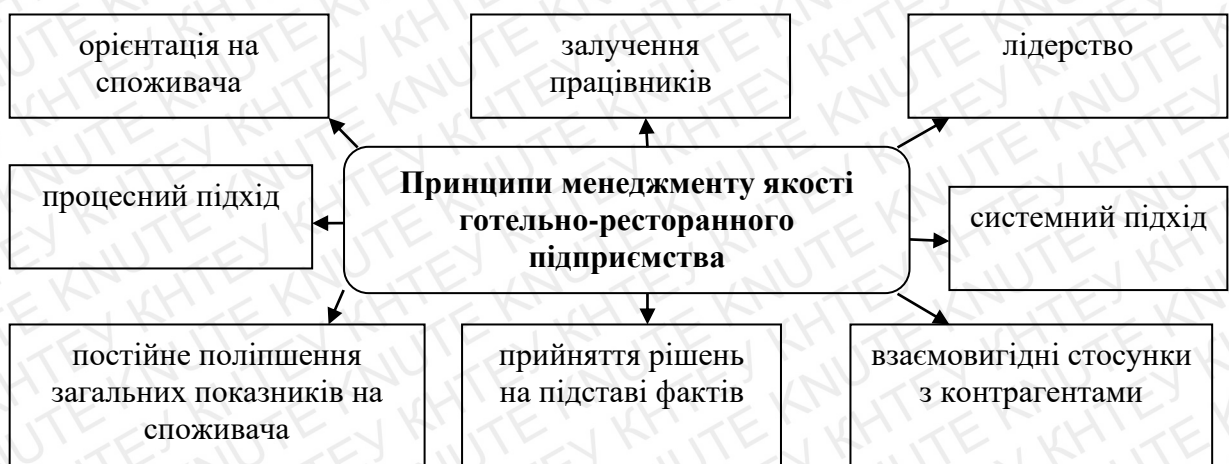 орієнтація на
споживача
залучення
працівників
лідерство
процесний підхід
Принципи менеджменту якості
готельно-ресторанного
підприємства
системний підхід
постійне поліпшення
загальних показників на
споживача
прийняття рішень
на підставі фактів
взаємовигідні стосунки
з контрагентами